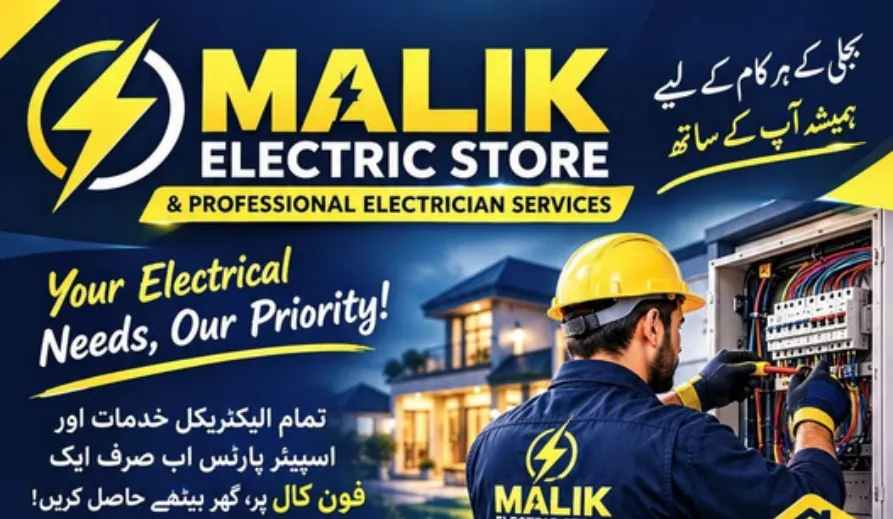 MALIK
ELECTRIC STORE
& PROFESSIONAL ELECTRICIAN SERVICES
بجلی کے ہر کام کے لیے
ہمیشہ آپ کے ساتھ
Your Electrical
Needs, Our Priority!
تمام الیکٹریکل خدمات اور
اسپیئر پارٹس اب صرف ایک
فون کال پر، گھر بیٹھے حاصل کریں!
MALIK